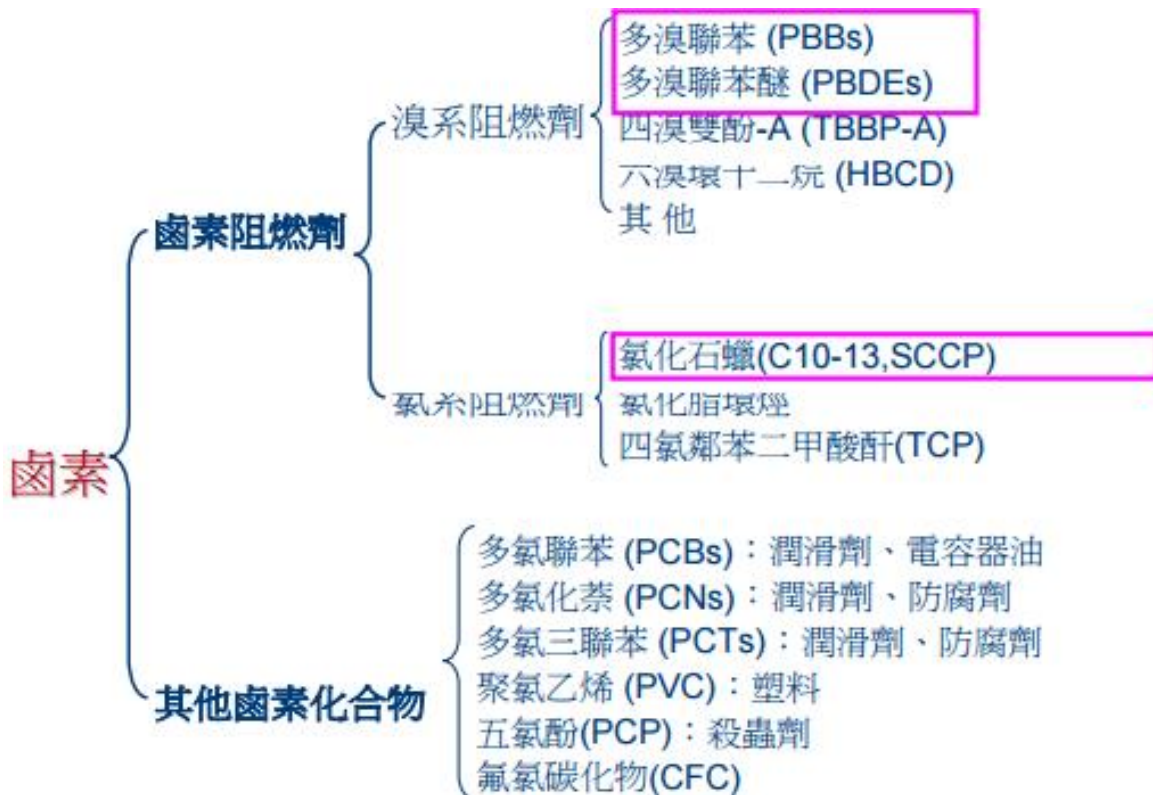 多溴聯苯 (PBBs)
多溴聯苯醚 (PBDEs)
溴系阻燃劑
四溴雙酚-A (TBBP-A)
六溴環十二烷 (HBCD)
其 他
鹵素阻燃劑
氯化石蠟(C10-13,SCCP)
氯系阻燃劑
氯化脂環烴
四氯鄰苯二甲酸酐(TCP)
鹵素
多氯聯苯 (PCBs)：潤滑劑、電容器油
多氯化萘 (PCNs)：潤滑劑、防腐劑
多氯三聯苯 (PCTs)：潤滑劑、防腐劑
聚氯乙烯 (PVC)：塑料
其他鹵素化合物
五氯酚(PCP)：殺蟲劑
氟氯碳化物(CFC)